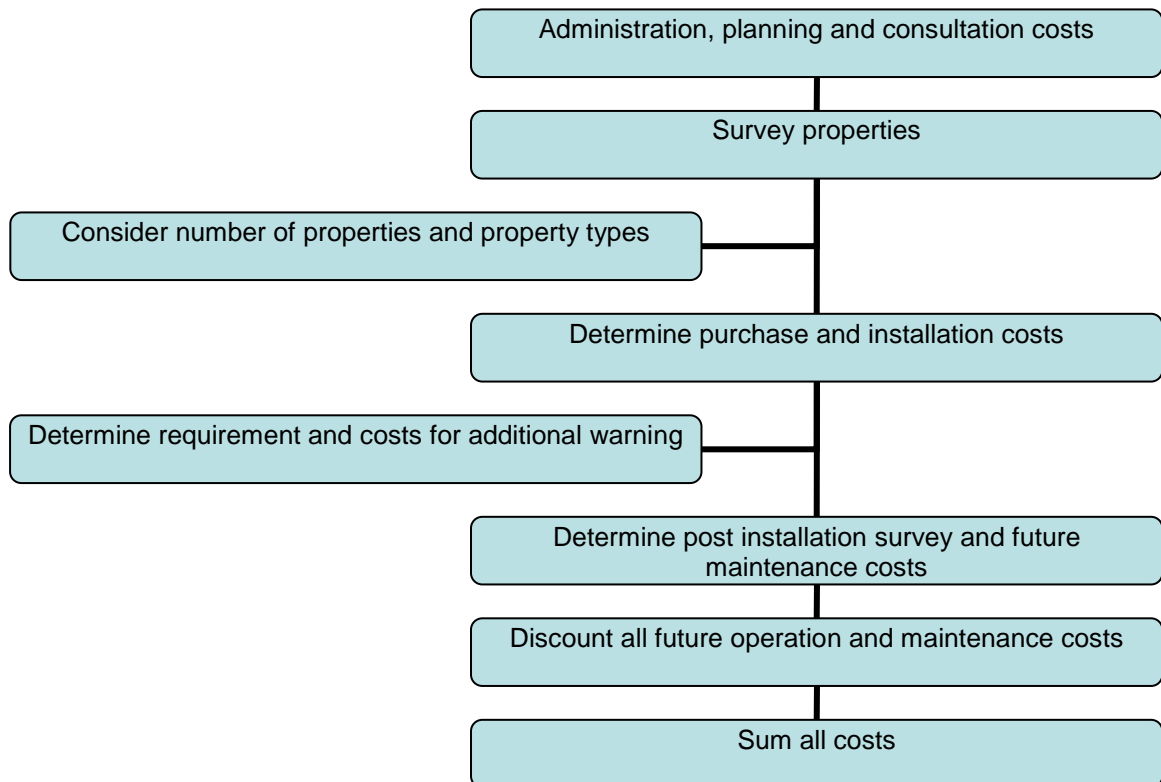 Administration, planning and consultation costs
Survey properties
Consider number of properties and property types
Determine purchase and installation costs
Determine requirement and costs for additional warning
Determine post installation survey and future
maintenance costs
Discount all future operation and maintenance costs
Sum all costs